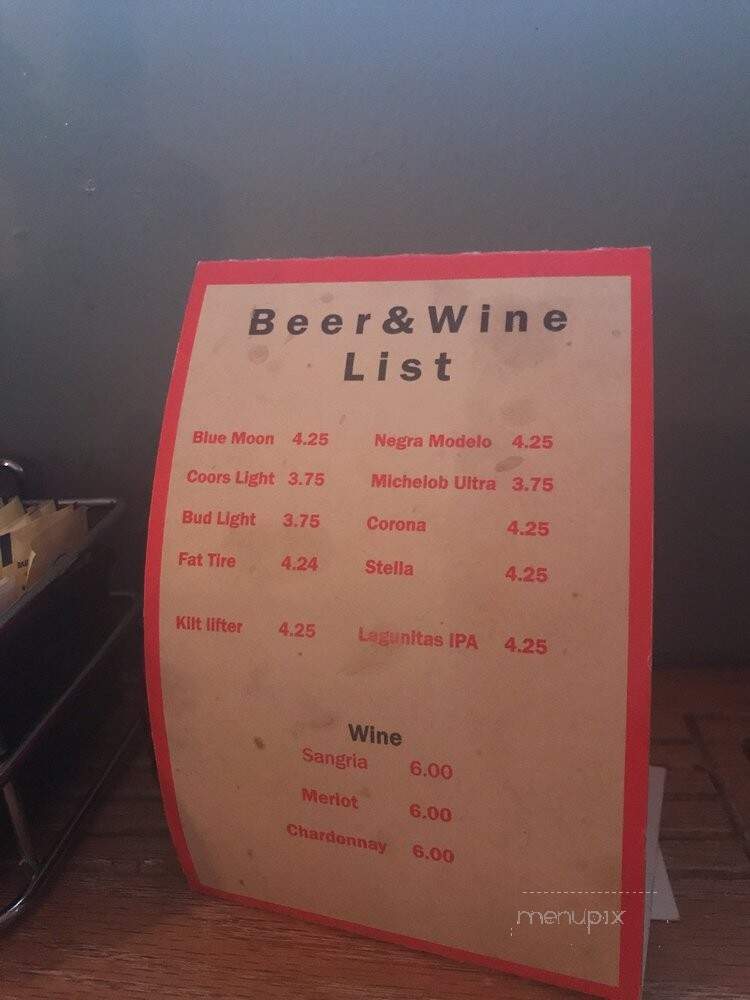 Beer&Wine
List
Blue Moon 4.25 Negra Modelo 4.25
Coors Light 3.75 Michelob Ultra 3.75
Bud Light 3.75 Corona 4.25
Fat Tire 4.24 Stella 4.25
Kilt lifter 4.25 Lagunitas IPA 4.25
Wine
Sangria 6.00
Merlot 6.00
Chardonnay 6.00
menupix